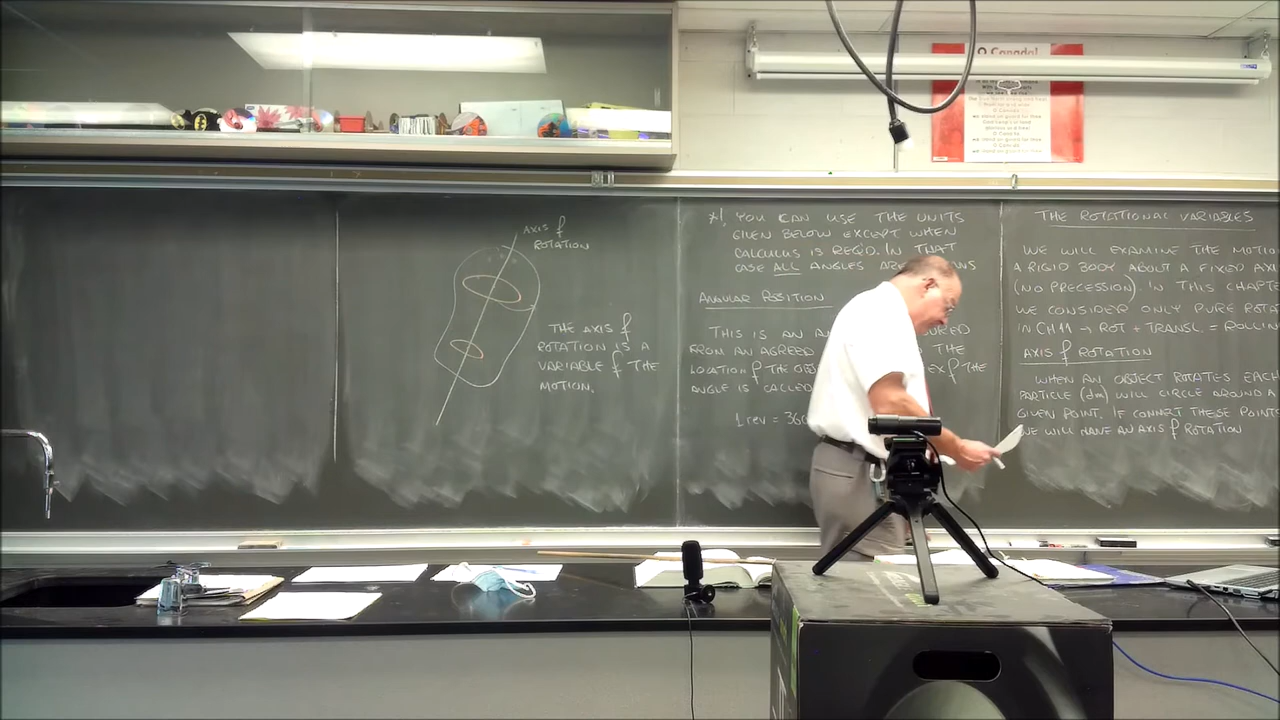 O Canada!
AXIS of
ROTATION
THE AXIS of
ROTATION IS A
VARIABLE of THE
MOTION.
*! YOU CAN USE THE UNITS
GIVEN BELOW EXCEPT WHEN
CALCULUS IS REQ'D. IN THAT
CASE ALL ANGLES
ANGULAR POSITION
THIS IS AN
FROM AN AGREED THE
LOCATION of THE of THE
ANGLE IS CALLED
1 rev = 360
THE ROTATIONAL VARIABLES
WE WILL EXAMINE THE MOTION
A RIGID BODY ABOUT A FIXED
(NO PRECESSION). IN THIS
WE CONSIDER ONLY PURE
IN CH 11 → ROT + TRANSL. =
AXIS of ROTATION
WHEN AN OBJECT ROTATES EACH
PARTICLE (dm) WILL CIRCLE AROUND A
GIVEN POINT. IF CONNECT THESE POINTS
WE WILL HAVE AN AXIS of ROTATION